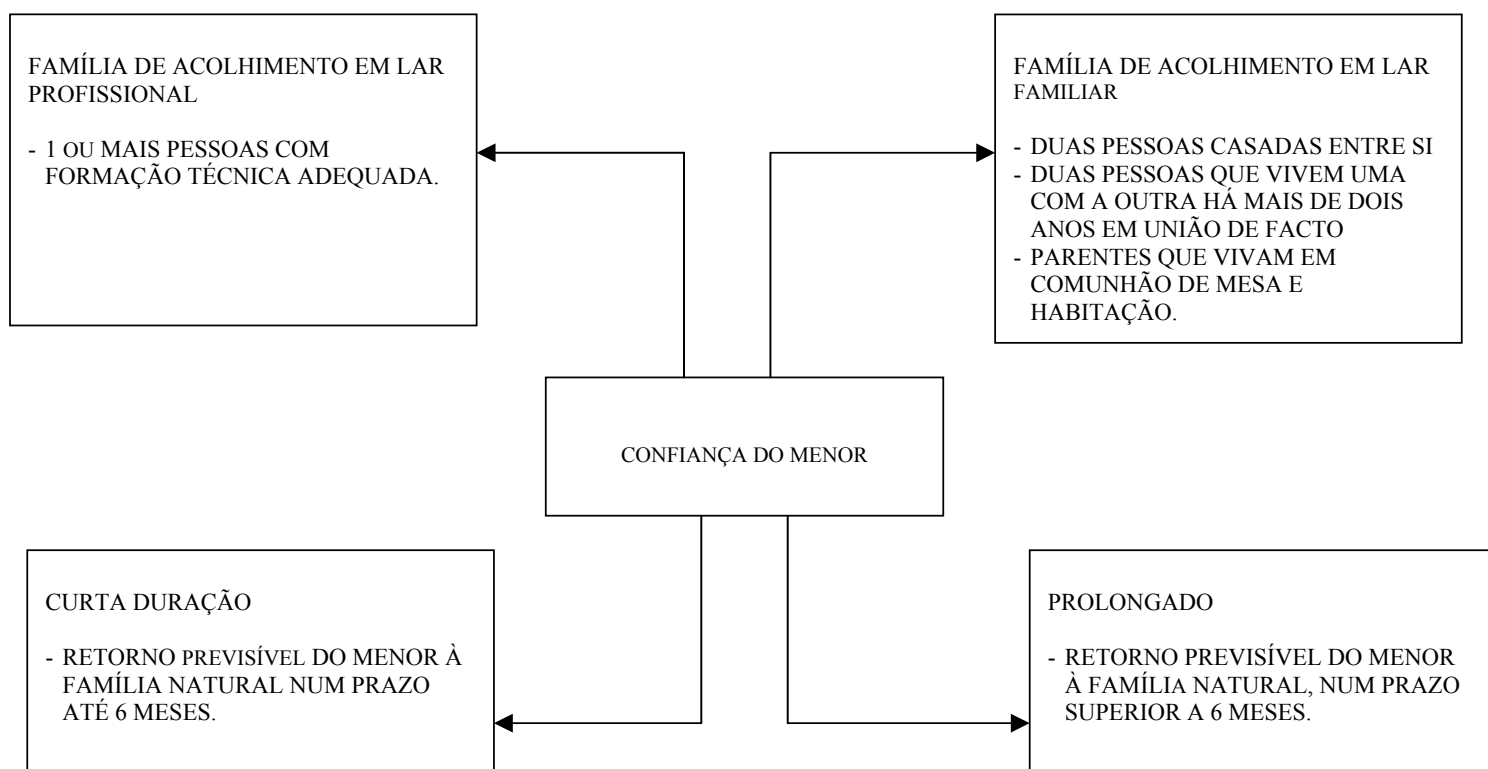 FAMÍLIA DE ACOLHIMENTO EM LAR
PROFISSIONAL
- 1 OU MAIS PESSOAS COM
FORMAÇÃO TÉCNICA ADEQUADA.
FAMÍLIA DE ACOLHIMENTO EM LAR
FAMILIAR
- DUAS PESSOAS CASADAS ENTRE SI
- DUAS PESSOAS QUE VIVEM UMA
COM A OUTRA HÁ MAIS DE DOIS
ANOS EM UNIÃO DE FACTO
- PARENTES QUE VIVAM EM
COMUNHÃO DE MESA E
HABITAÇÃO.
CONFIANÇA DO MENOR
CURTA DURAÇÃO
- RETORNO PREVISÍVEL DO MENOR À
FAMÍLIA NATURAL NUM PRAZO
ATÉ 6 MESES.
PROLONGADO
- RETORNO PREVISÍVEL DO MENOR
À FAMÍLIA NATURAL, NUM PRAZO
SUPERIOR A 6 MESES.